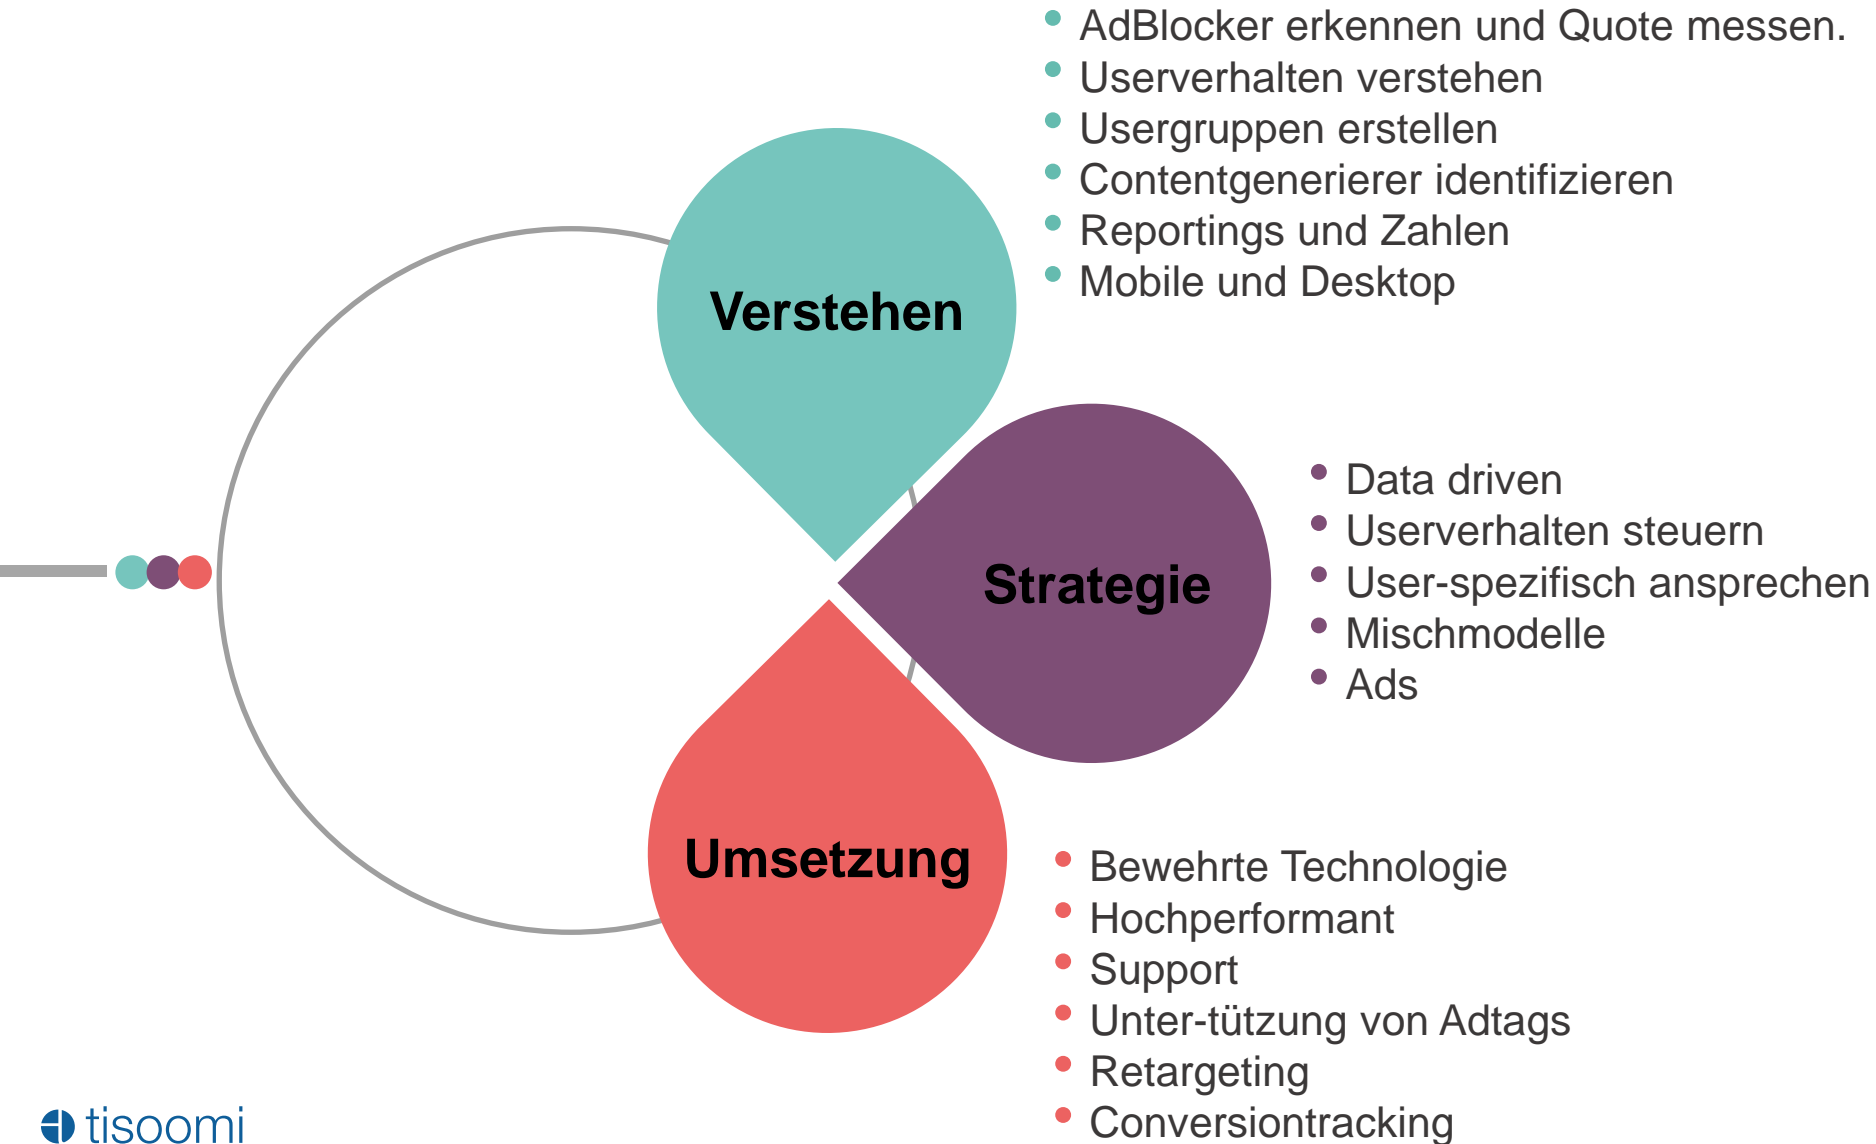 AdBlocker erkennen und Quote messen.
Userverhalten verstehen
Usergruppen erstellen
Contentgenerierer identifizieren
Reportings und Zahlen
Mobile und Desktop
Verstehen
Data driven
Userverhalten steuern
User-spezifisch ansprechen
Mischmodelle
Ads
Strategie
Umsetzung
Bewehrte Technologie
Hochperformant
Support
Unter-tützung von Adtags
Retargeting
Conversiontracking
tisoomi